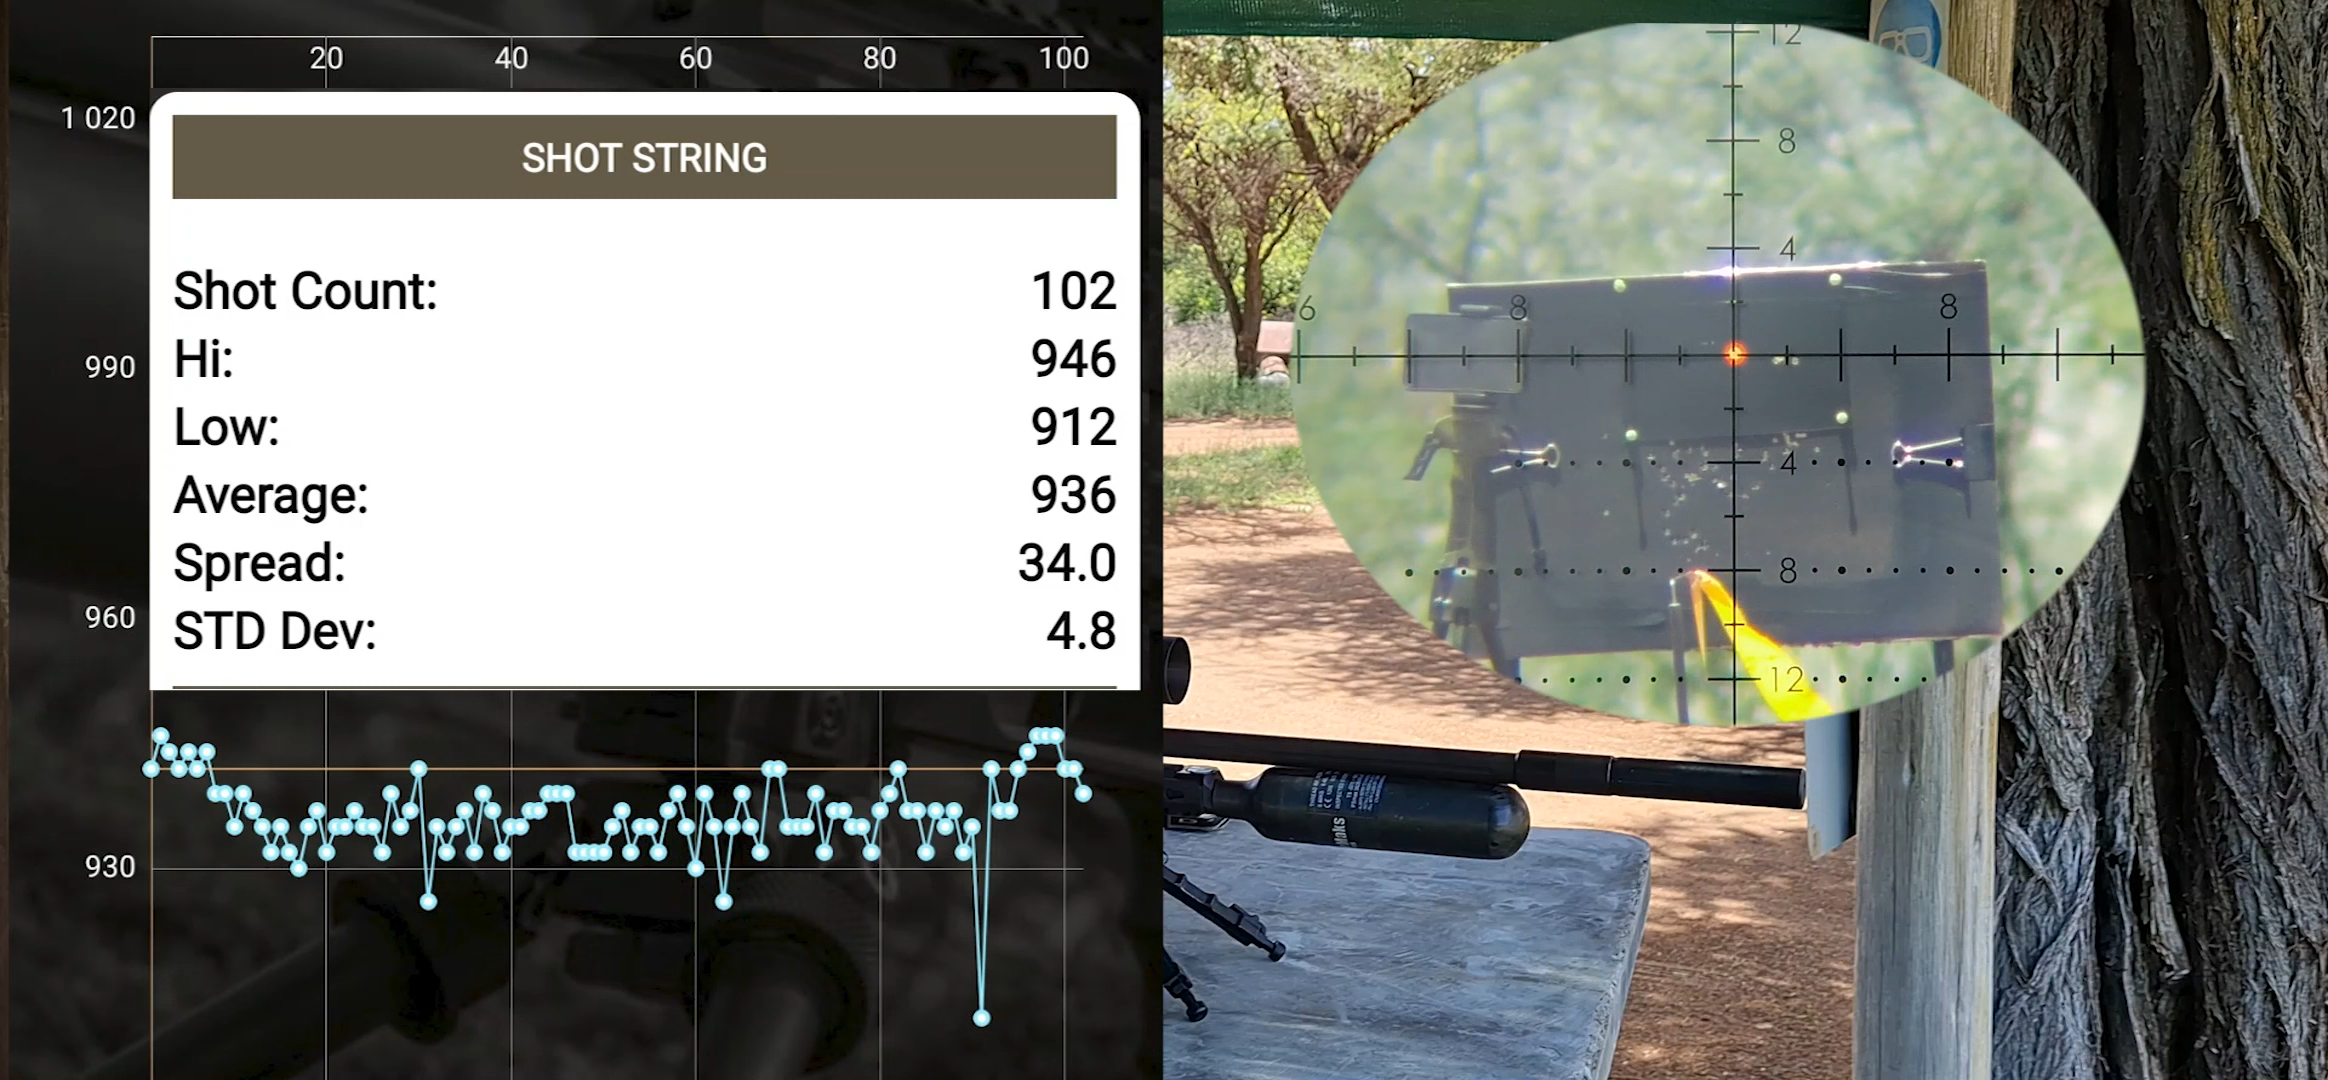 20 40 60 80 100
1 020
SHOT STRING
Shot Count: 102
990
Hi: 946
Low: 912
Average: 936
Spread: 34.0
960
STD Dev: 4.8
930
12
8
4
6 8 8
4
8
12